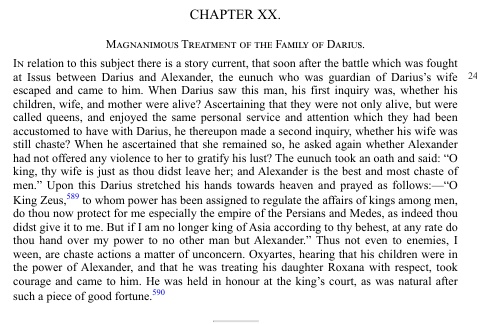 CHAPTER XX.
Magnanimous Treatment of the Family of Darius.
In relation to this subject there is a story current, that soon after the battle which was fought
at Issus between Darius and Alexander, the eunuch who was guardian of Darius's wife 24
escaped and came to him. When Darius saw this man, his first inquiry was, whether his
children, wife, and mother were alive? Ascertaining that they were not only alive, but were
called queens, and enjoyed the same personal service and attention which they had been
accustomed to have with Darius, he thereupon made a second inquiry, whether his wife was
still chaste? When he ascertained that she remained so, he asked again whether Alexander
had not offered any violence to her to gratify his lust? The eunuch took an oath and said: “O
king, thy wife is just as thou didst leave her; and Alexander is the best and most chaste of
men.” Upon this Darius stretched his hands towards heaven and prayed as follows:—“O
King Zeus,589 to whom power has been assigned to regulate the affairs of kings among men,
do thou now protect for me especially the empire of the Persians and Medes, as indeed thou
didst give it to me. But if I am no longer king of Asia according to thy behest, at any rate do
thou hand over my power to no other man but Alexander.” Thus not even to enemies, I
ween, are chaste actions a matter of unconcern. Oxyartes, hearing that his children were in
the power of Alexander, and that he was treating his daughter Roxana with respect, took
courage and came to him. He was held in honour at the king's court, as was natural after
such a piece of good fortune.590